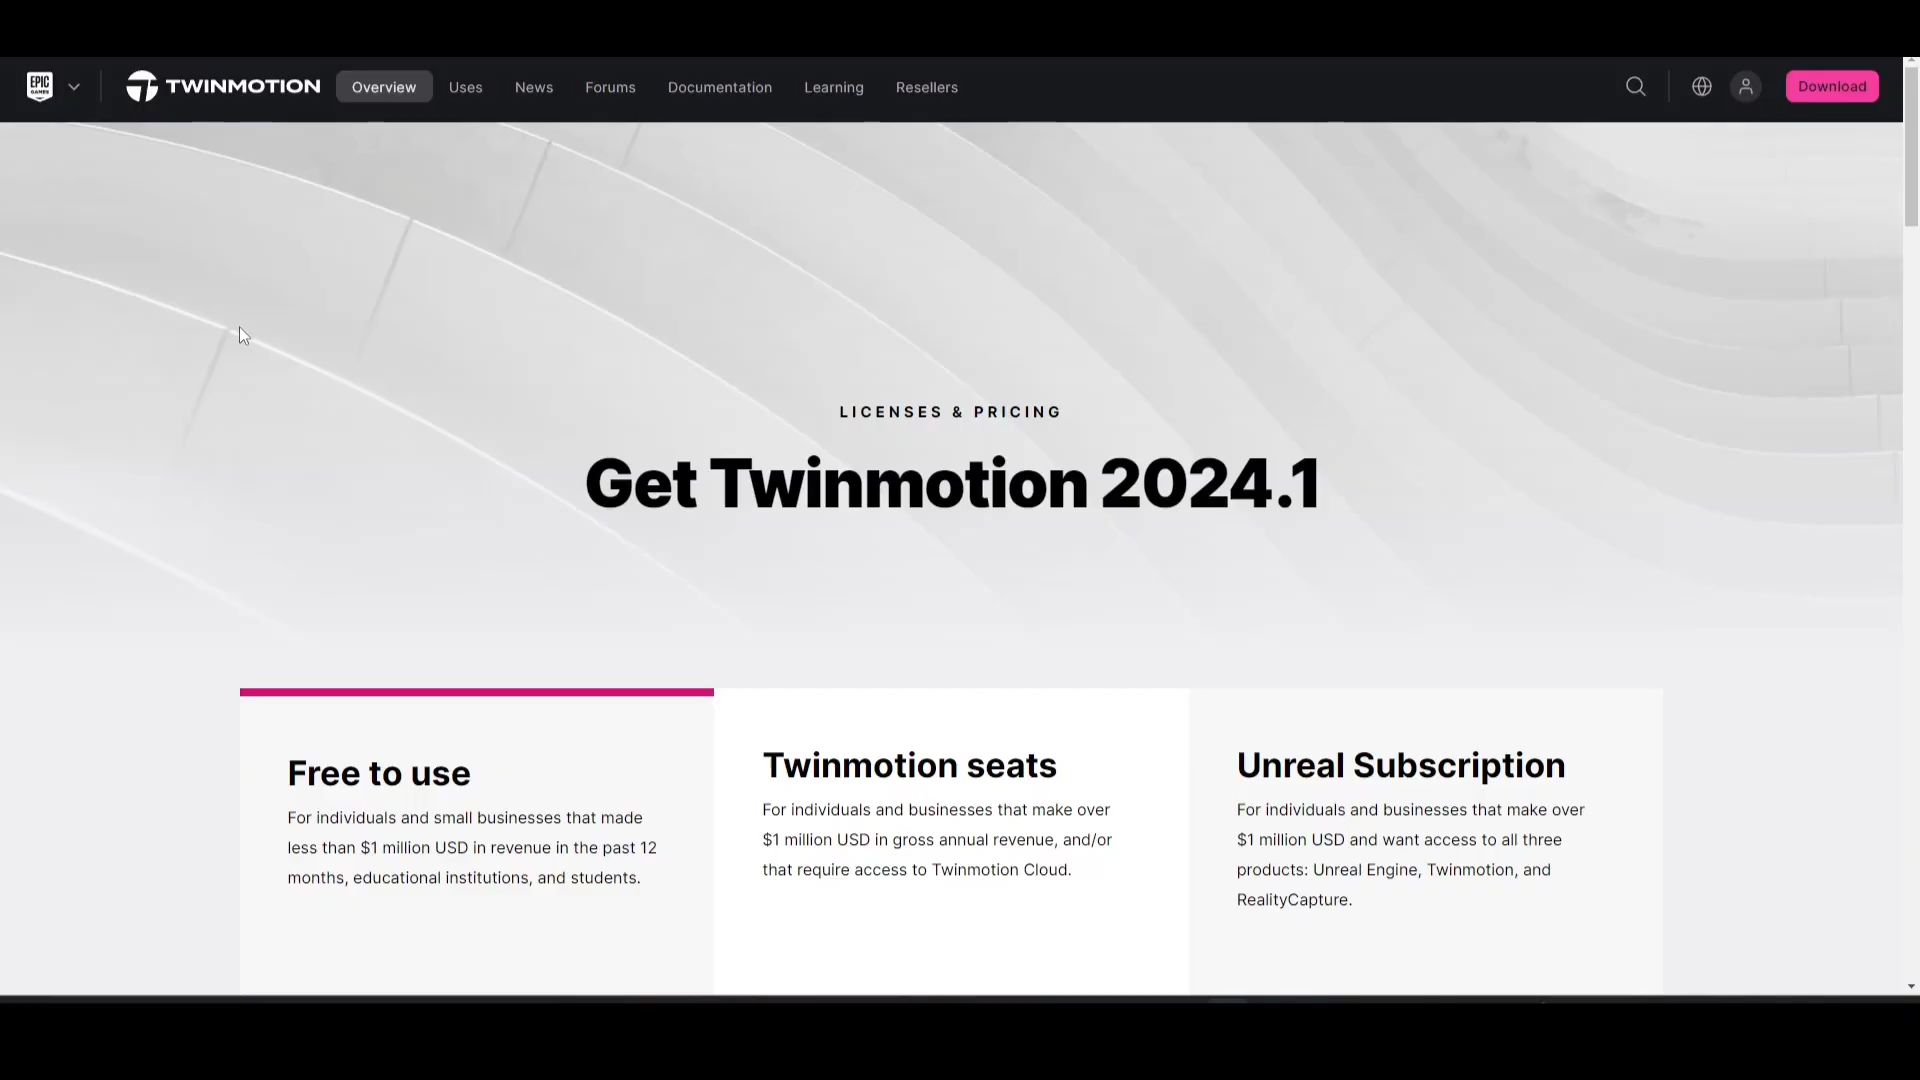 EPIC GAMES
TWINMOTION
Overview
Uses
News
Forums
Documentation
Learning
Resellers
Download
LICENSES & PRICING
Get Twinmotion 2024.1
Free to use
For individuals and small businesses that made
less than $1 million USD in revenue in the past 12
months, educational institutions, and students.
Twinmotion seats
For individuals and businesses that make over
$1 million USD in gross annual revenue, and/or
that require access to Twinmotion Cloud.
Unreal Subscription
For individuals and businesses that make over
$1 million USD and want access to all three
products: Unreal Engine, Twinmotion, and
RealityCapture.